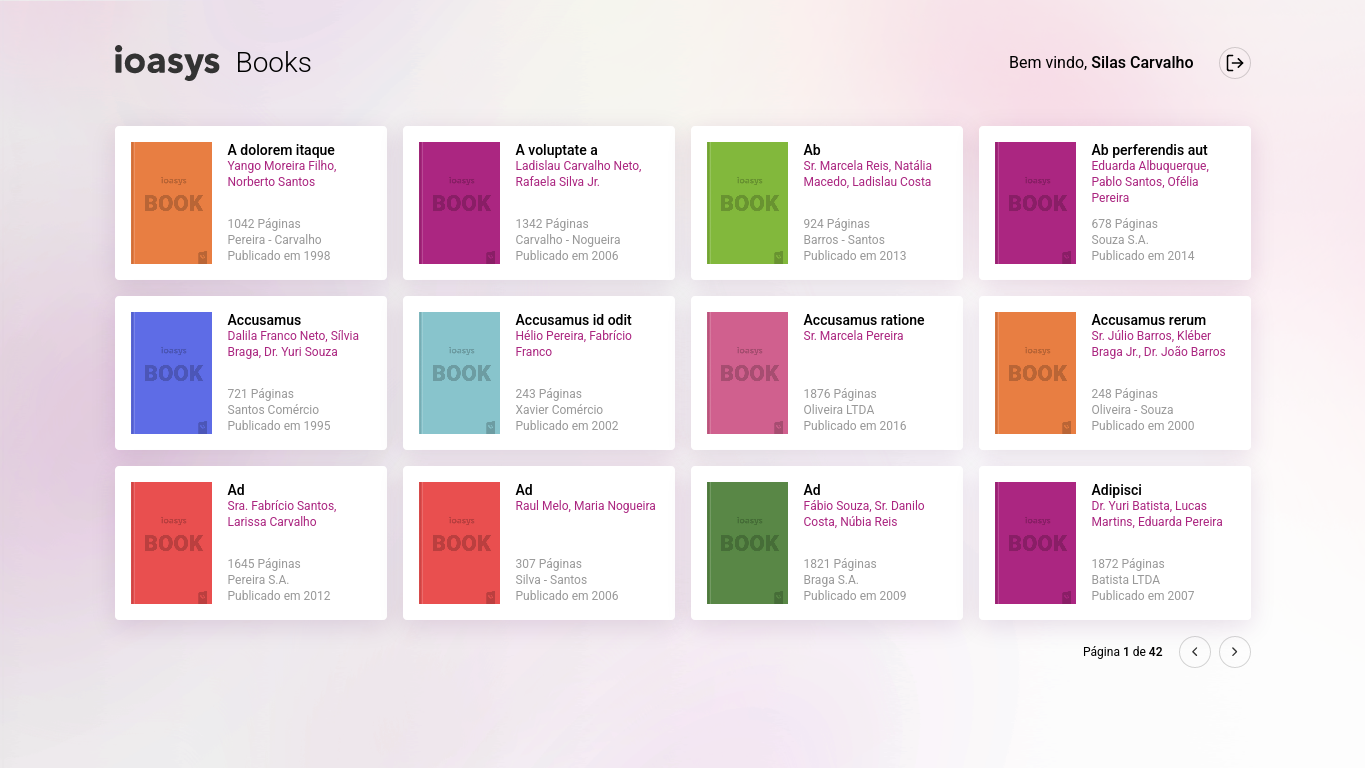 ioasys Books
Bem vindo, Silas Carvalho
ioasys
BOOK
A dolorem itaque
Yango Moreira Filho,
Norberto Santos
1042 Páginas
Pereira - Carvalho
Publicado em 1998
ioasys
BOOK
A voluptate a
Ladislau Carvalho Neto,
Rafaela Silva Jr.
1342 Páginas
Carvalho - Nogueira
Publicado em 2006
ioasys
BOOK
Ab
Sr. Marcela Reis, Natália
Macedo, Ladislau Costa
924 Páginas
Barros - Santos
Publicado em 2013
ioasys
BOOK
Ab perferendis aut
Eduarda Albuquerque,
Pablo Santos, Ofélia
Pereira
678 Páginas
Souza S.A.
Publicado em 2014
ioasys
BOOK
Accusamus
Dalila Franco Neto, Sílvia
Braga, Dr. Yuri Souza
721 Páginas
Santos Comércio
Publicado em 1995
ioasys
BOOK
Accusamus id odit
Hélio Pereira, Fabrício
Franco
243 Páginas
Xavier Comércio
Publicado em 2002
ioasys
BOOK
Accusamus ratione
Sr. Marcela Pereira
1876 Páginas
Oliveira LTDA
Publicado em 2016
ioasys
BOOK
Accusamus rerum
Sr. Júlio Barros, Kléber
Braga Jr., Dr. João Barros
248 Páginas
Oliveira - Souza
Publicado em 2000
ioasys
BOOK
Ad
Sra. Fabrício Santos,
Larissa Carvalho
1645 Páginas
Pereira S.A.
Publicado em 2012
ioasys
BOOK
Ad
Raul Melo, Maria Nogueira
307 Páginas
Silva - Santos
Publicado em 2006
ioasys
BOOK
Ad
Fábio Souza, Sr. Danilo
Costa, Núbia Reis
1821 Páginas
Braga S.A.
Publicado em 2009
ioasys
BOOK
Adipisci
Dr. Yuri Batista, Lucas
Martins, Eduarda Pereira
1872 Páginas
Batista LTDA
Publicado em 2007
Página 1 de 42